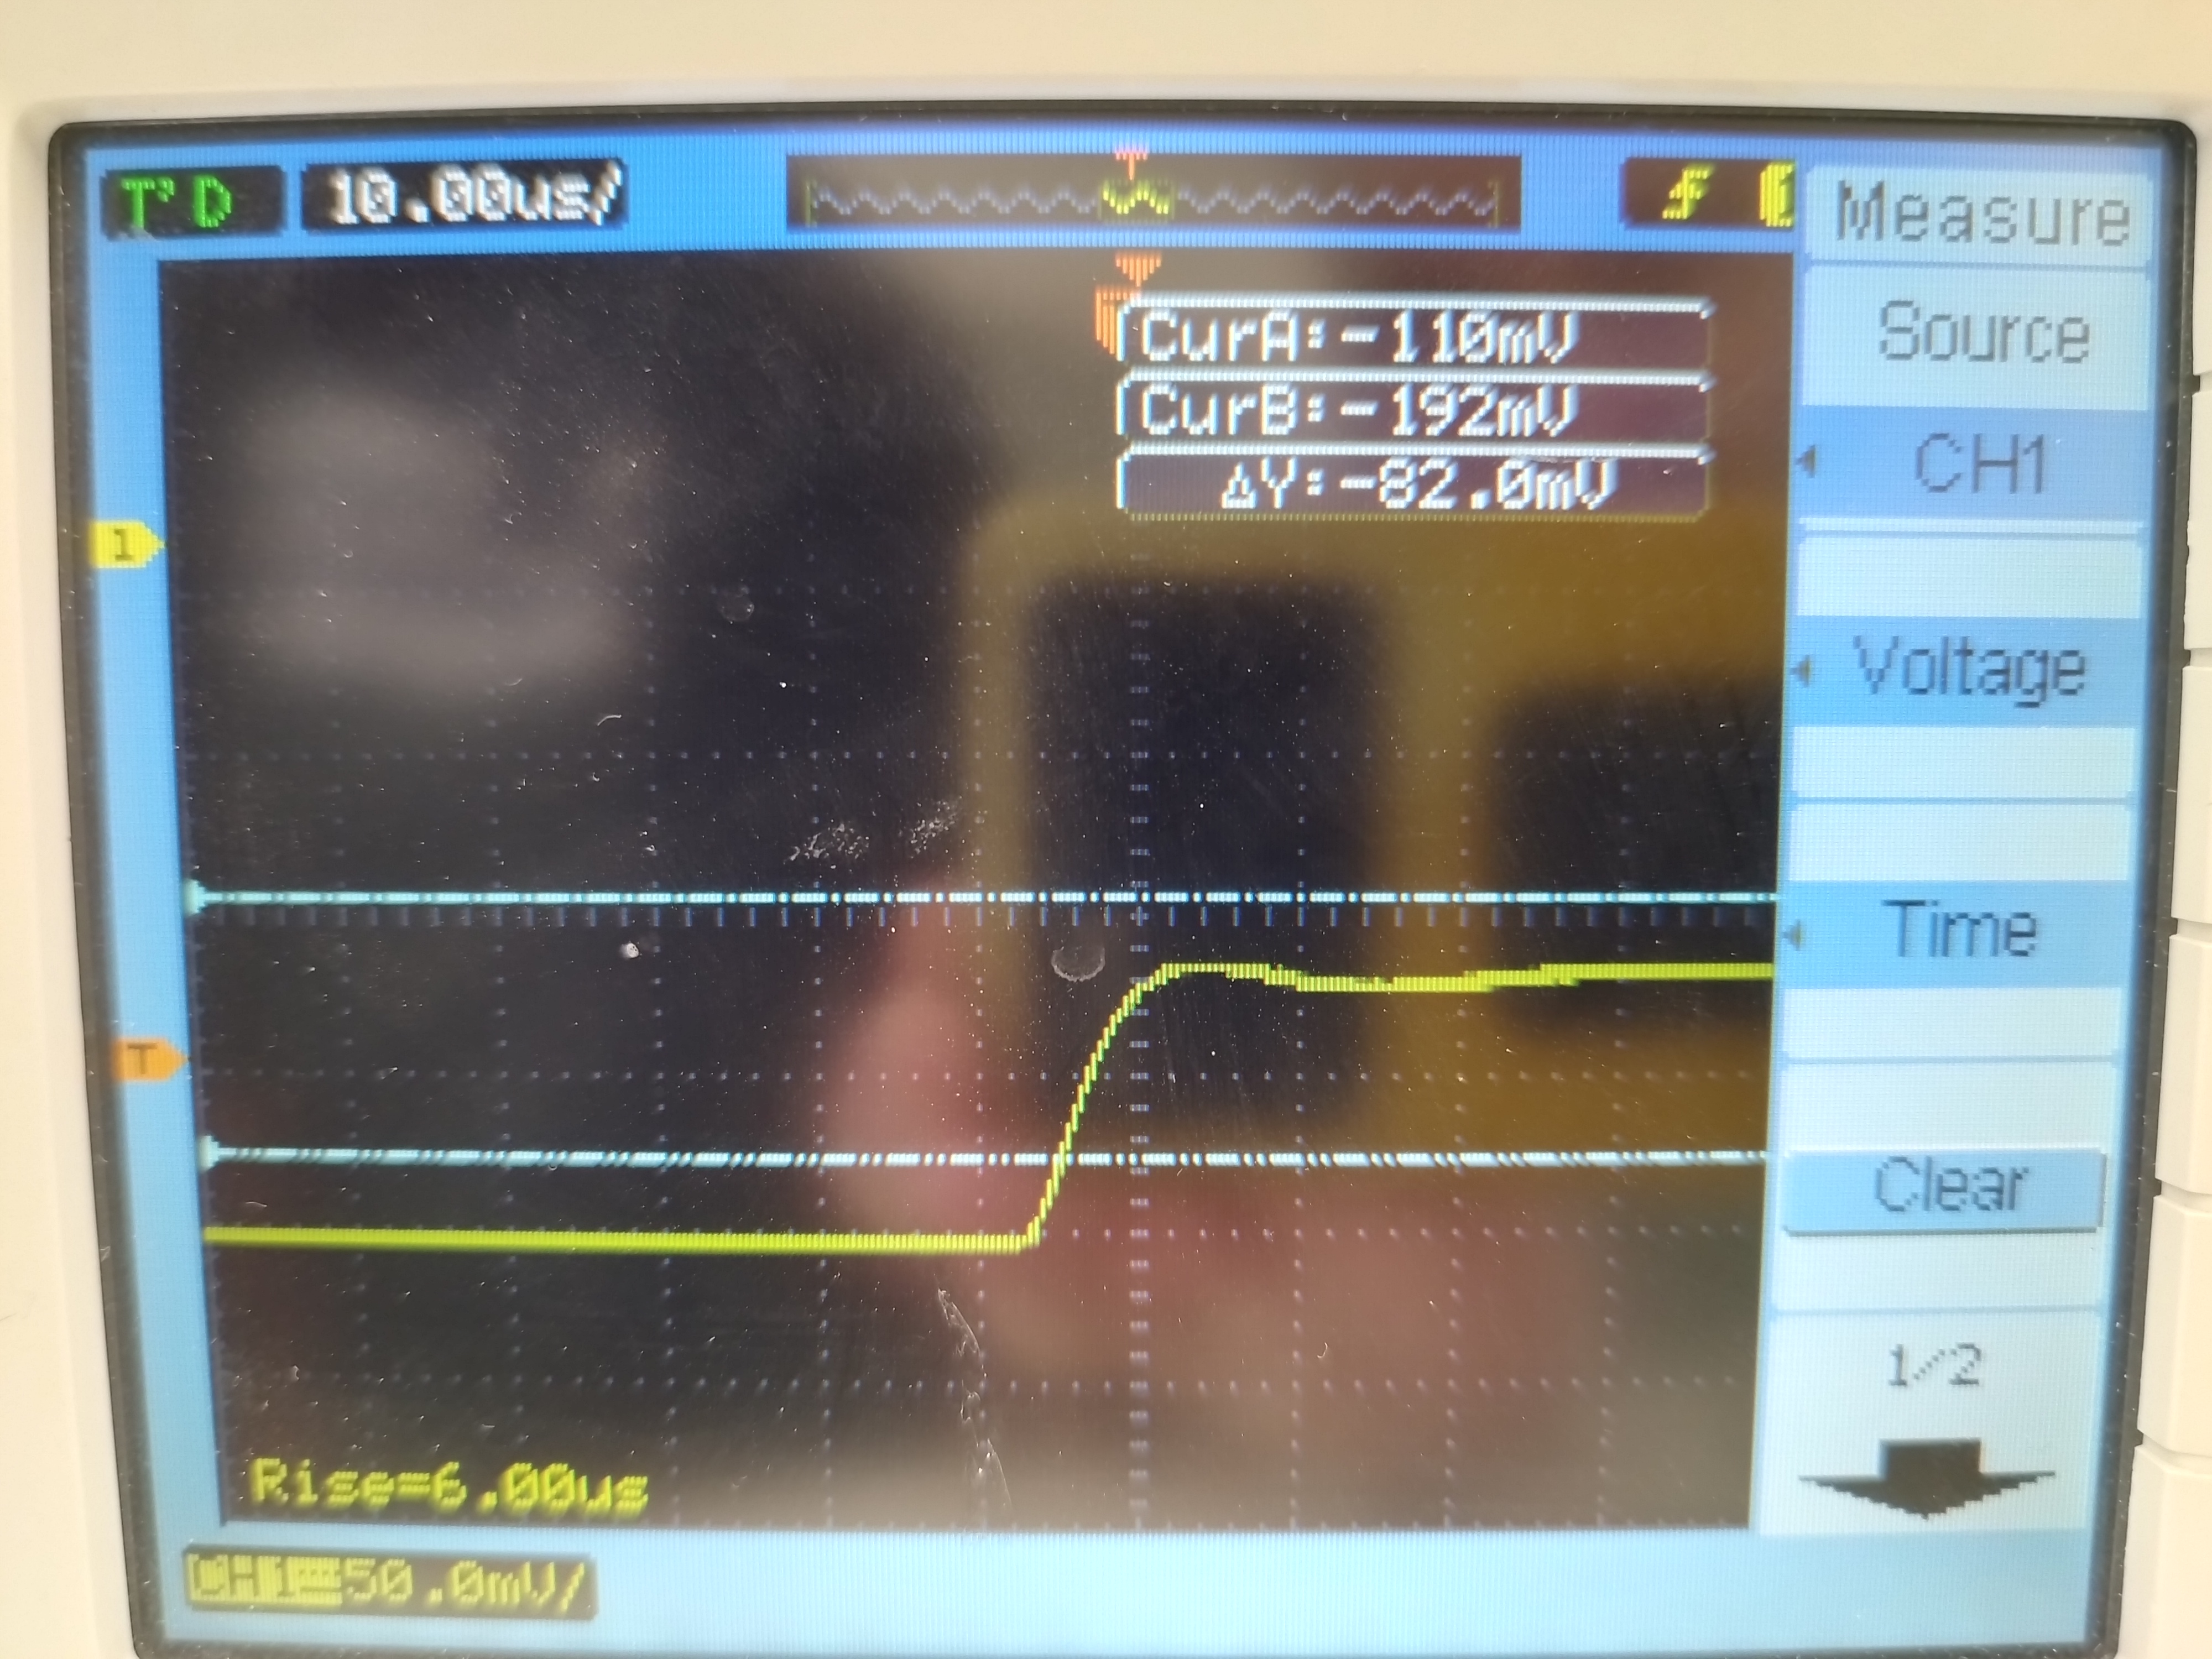 T'D 10.00us/
Measure
Source
CurA:-110mV
CurB:-192mV
CH1
ΔY:-82.0mV
1
Voltage
Time
T
Clear
1/2
Rise=6.00us
CH1 50.0mV/